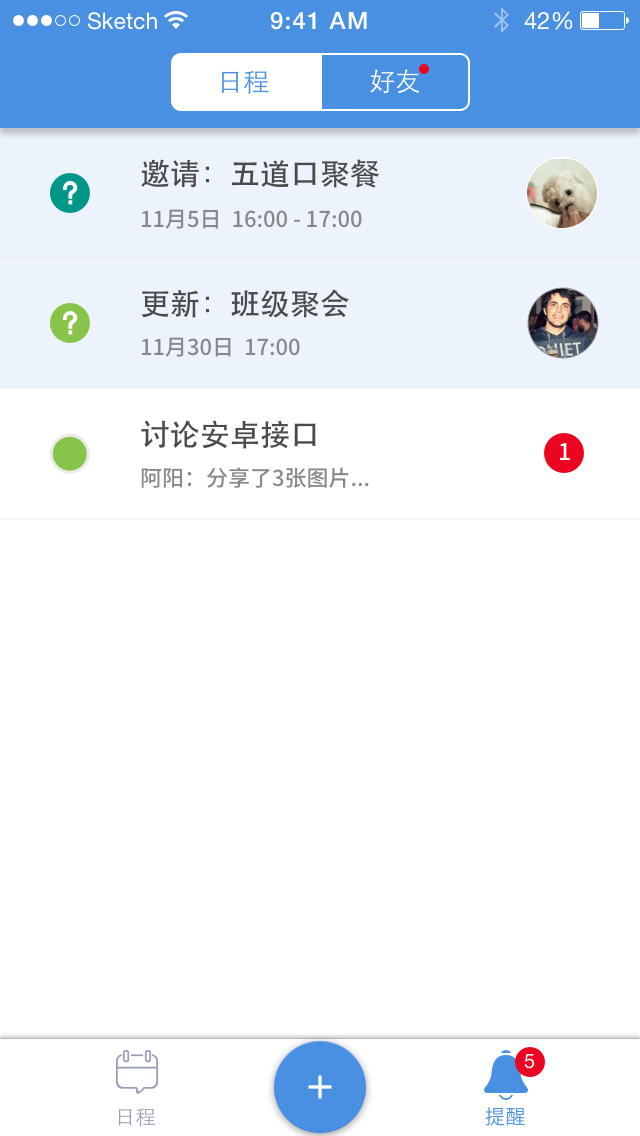 Sketch 9:41 AM 42%
日程 好友
邀请：五道口聚餐
11月5日 16:00 - 17:00
更新：班级聚会
11月30日 17:00
QUIET
讨论安卓接口
阿阳：分享了3张图片...
1
5
+
日程 提醒